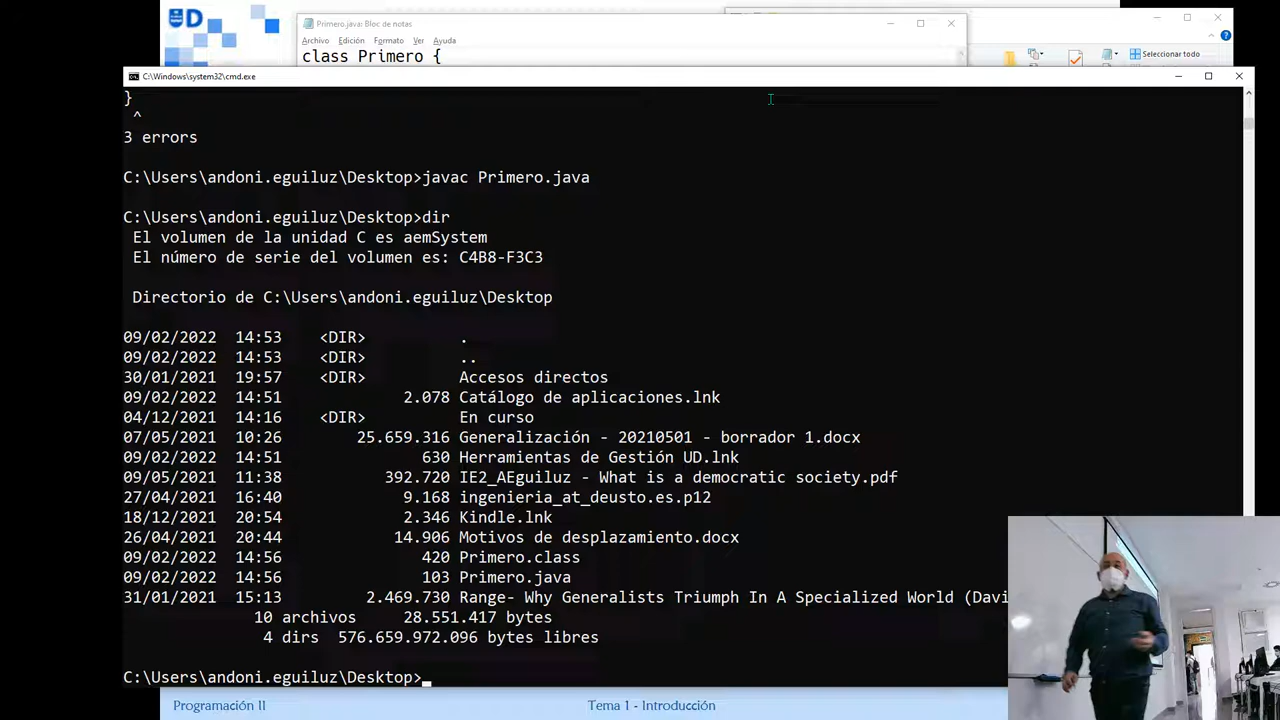 UD
Primero.java: Bloc de notas
Archivo Edición Formato Ver Ayuda
class Primero {
Seleccionar todo
C:\Windows\system32\cmd.exe
}
^
3 errors
C:\Users\andoni.eguiluz\Desktop>javac Primero.java
C:\Users\andoni.eguiluz\Desktop>dir
El volumen de la unidad C es aemSystem
El número de serie del volumen es: C4B8-F3C3
Directorio de C:\Users\andoni.eguiluz\Desktop
09/02/2022 14:53 <DIR> .
09/02/2022 14:53 <DIR> ..
30/01/2021 19:57 <DIR> Accesos directos
09/02/2022 14:51 2.078 Catálogo de aplicaciones.lnk
04/12/2021 14:16 <DIR> En curso
07/05/2021 10:26 25.659.316 Generalización - 20210501 - borrador 1.docx
09/02/2022 14:51 630 Herramientas de Gestión UD.lnk
09/05/2021 11:38 392.720 IE2_AEguiluz - What is a democratic society.pdf
27/04/2021 16:40 9.168 ingenieria_at_deusto.es.p12
18/12/2021 20:54 2.346 Kindle.lnk
26/04/2021 20:44 14.906 Motivos de desplazamiento.docx
09/02/2022 14:56 420 Primero.class
09/02/2022 14:56 103 Primero.java
31/01/2021 15:13 2.469.730 Range- Why Generalists Triumph In A Specialized World (Davi
10 archivos 28.551.417 bytes
4 dirs 576.659.972.096 bytes libres
C:\Users\andoni.eguiluz\Desktop>_
Programación II
Tema 1 - Introducción